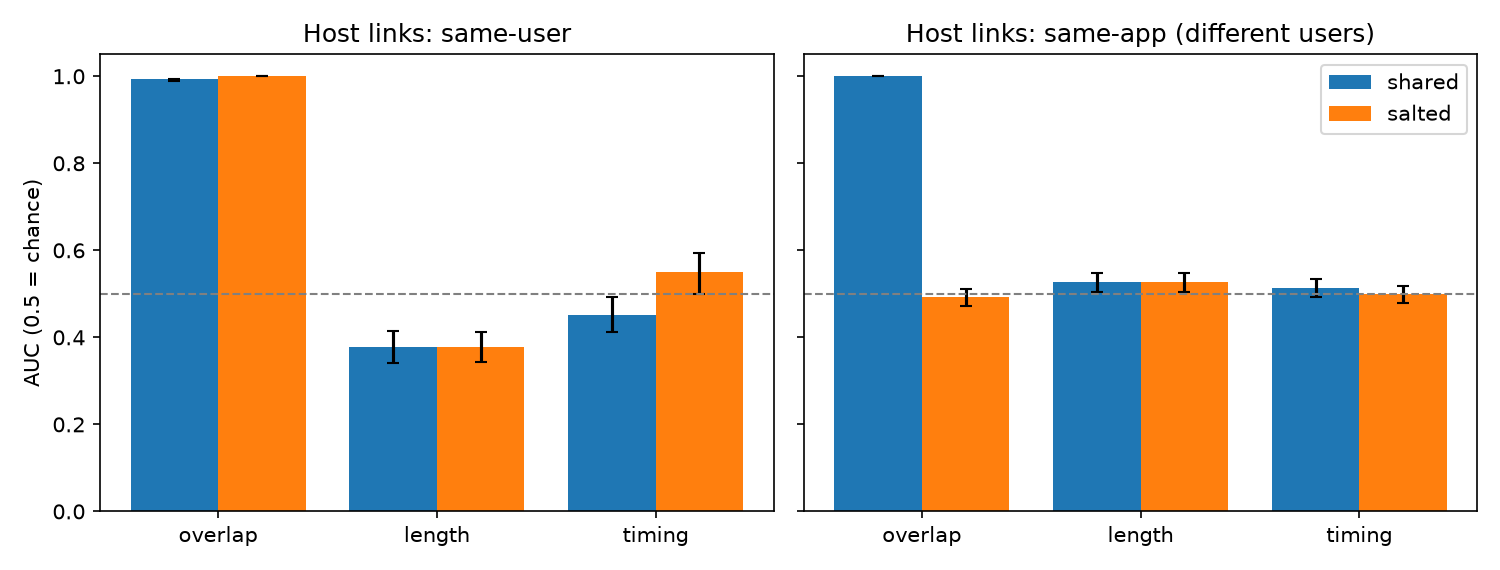 Host links: same-user
Host links: same-app (different users)
AUC (0.5 = chance)
1.0
0.8
0.6
0.4
0.2
0.0
overlap
length
timing
overlap
length
timing
shared
salted